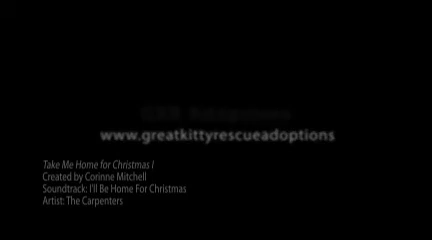 www.greatkittyrescueadoptions
Take Me Home for Christmas I
Created by Corinne Mitchell
Soundtrack: I'll Be Home For Christmas
Artist: The Carpenters